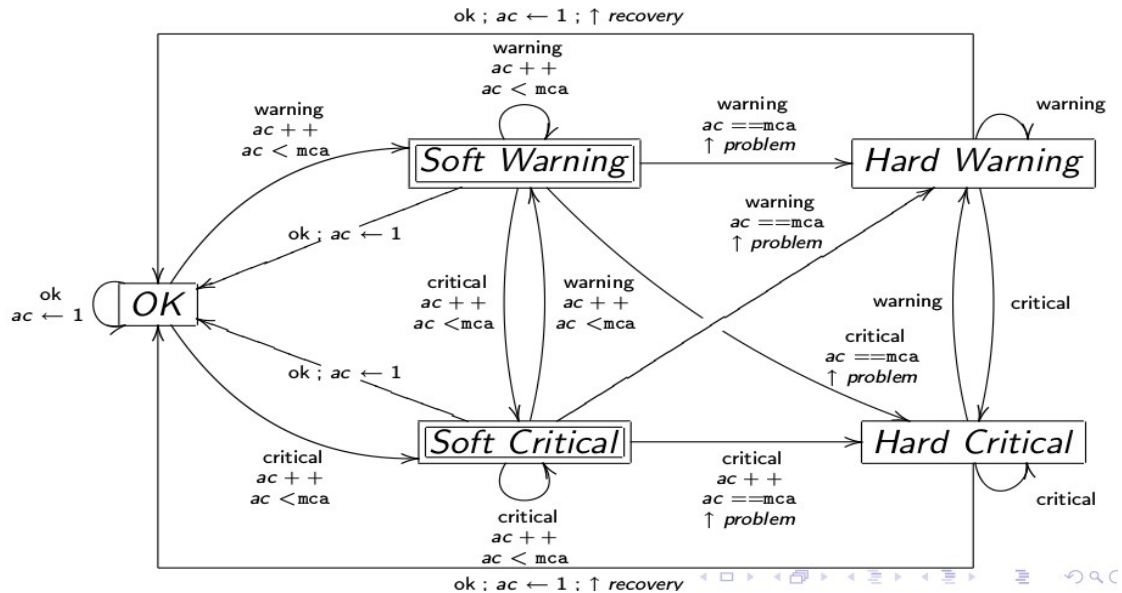 ok ; ac ← 1 ; ↑ recovery
warning
ac + +
ac < mca
warning
ac + +
ac < mca
warning
ac ==mca
↑ problem
warning
Soft Warning
Hard Warning
ok ; ac ← 1
warning
ac ==mca
↑ problem
ok
ac ← 1
OK
critical
ac + +
ac <mca
warning
ac + +
ac <mca
warning
critical
critical
ac ==mca
↑ problem
ok ; ac ← 1
Soft Critical
Hard Critical
critical
ac + +
ac <mca
critical
ac + +
ac < mca
critical
ac + +
ac ==mca
↑ problem
critical
ok ; ac ← 1 ; ↑ recovery